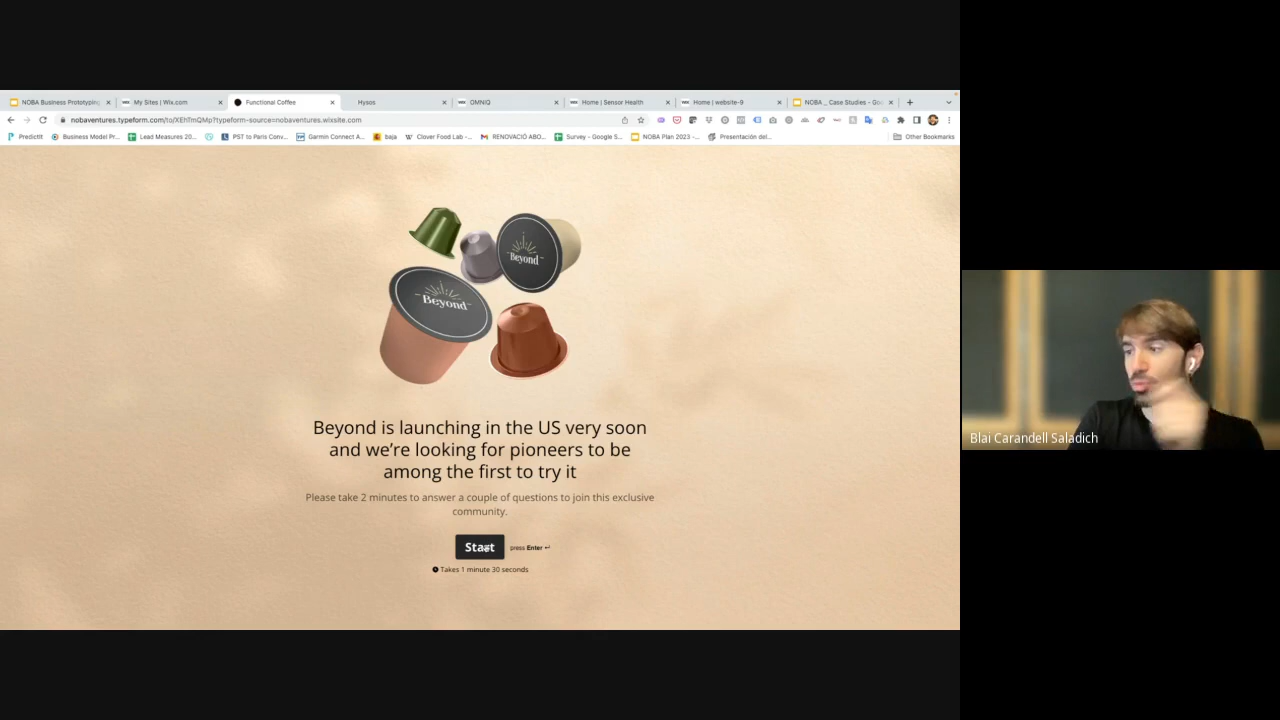 NOBA Business Prototyping
My Sites | Wix.com
Functional Coffee
Hysos
OMNIQ
Home | Sensor Health
Home | website-9
NOBA _ Case Studies - Go
nobaventures.typeform.com/to/XEhTmQMp?typeform-source=nobaventures.wixsite.com
PredictIt
Business Model Pr...
Lead Measures 20...
PST to Paris Conv...
Garmin Connect A...
baja
Clover Food Lab -...
RENOVACIÓ ABO...
Survey - Google S...
NOBA Plan 2023 -...
Presentación del...
Other Bookmarks
Beyond
Beyond
Beyond is launching in the US very soon
and we're looking for pioneers to be
among the first to try it
Please take 2 minutes to answer a couple of questions to join this exclusive
community.
Start
press Enter ↵
Takes 1 minute 30 seconds
Blai Carandell Saladich